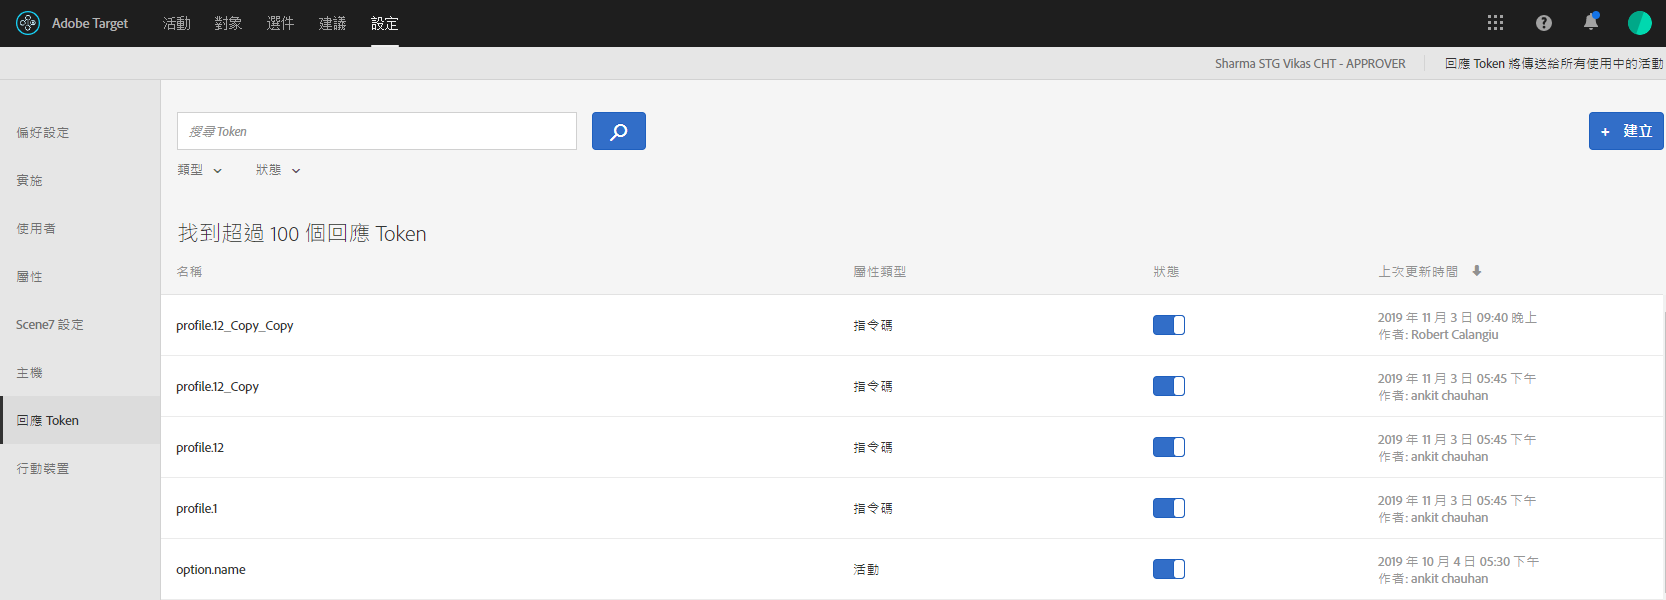 Adobe Target 活動 對象 選件 建議 設定
Sharma STG Vikas CHT - APPROVER 回應 Token 將傳送給所有使用中的活動
偏好設定
實施
使用者
屬性
Scene7 設定
主機
回應 Token
行動裝置
搜尋 Token
+ 建立
類型 狀態
找到超過 100 個回應 Token
名稱 屬性類型 狀態 上次更新時間
profile.12_Copy_Copy 指令碼 2019 年 11 月 3 日 09:40 晚上
作者: Robert Calangiu
profile.12_Copy 指令碼 2019 年 11 月 3 日 05:45 下午
作者: ankit chauhan
profile.12 指令碼 2019 年 11 月 3 日 05:45 下午
作者: ankit chauhan
profile.1 指令碼 2019 年 11 月 3 日 05:45 下午
作者: ankit chauhan
option.name 活動 2019 年 10 月 4 日 05:30 下午
作者: ankit chauhan